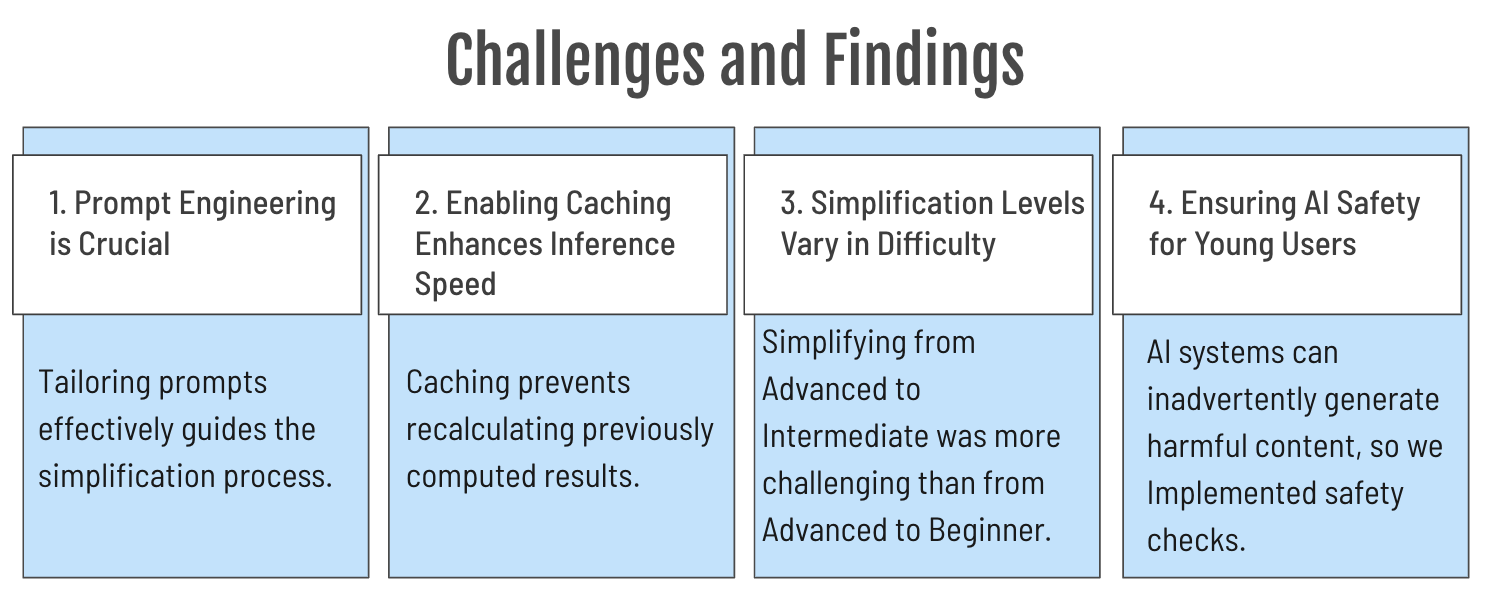 Challenges and Findings
1. Prompt Engineering
is Crucial
Tailoring prompts
effectively guides the
simplification process.
2. Enabling Caching
Enhances Inference
Speed
Caching prevents
recalculating previously
computed results.
3. Simplification Levels
Vary in Difficulty
Simplifying from
Advanced to
Intermediate was more
challenging than from
Advanced to Beginner.
4. Ensuring AI Safety
for Young Users
AI systems can
inadvertently generate
harmful content, so we
Implemented safety
checks.